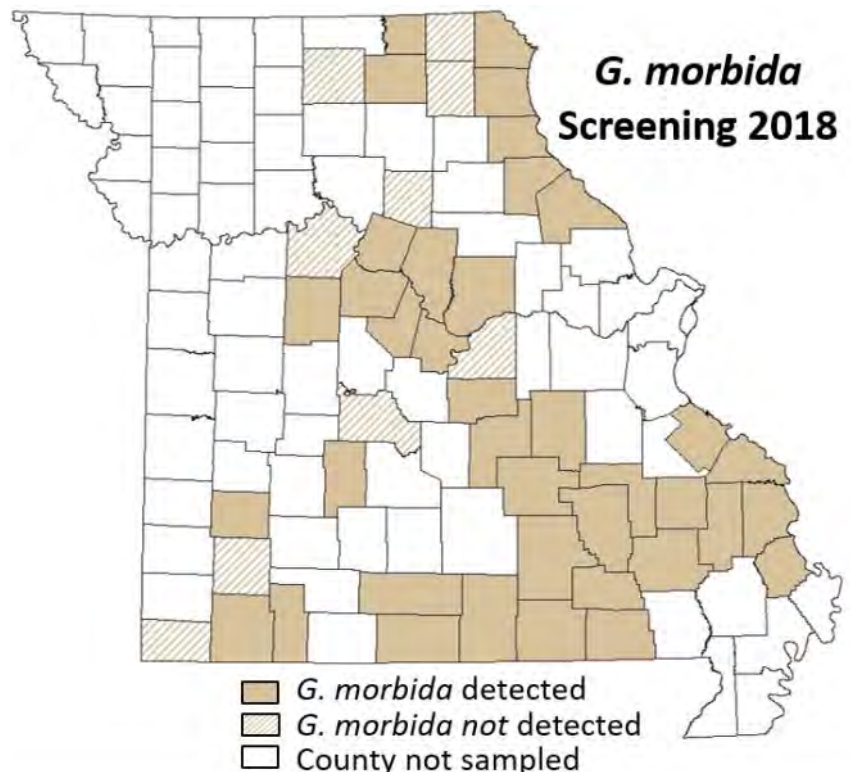 G. morbida
Screening 2018
G. morbida detected
G. morbida not detected
County not sampled